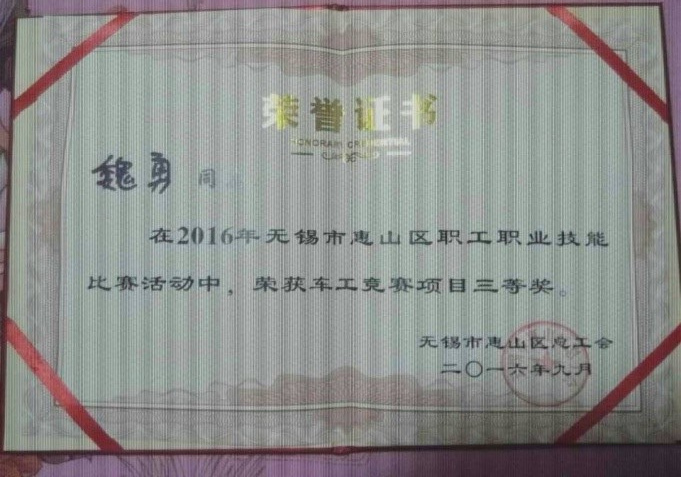 荣誉证书
HONORARY CREDENTIAL
魏勇 同志
在2016年无锡市惠山区职工职业技能
比赛活动中，荣获车工竞赛项目三等奖。
无锡市惠山区总工会
二〇一六年九月